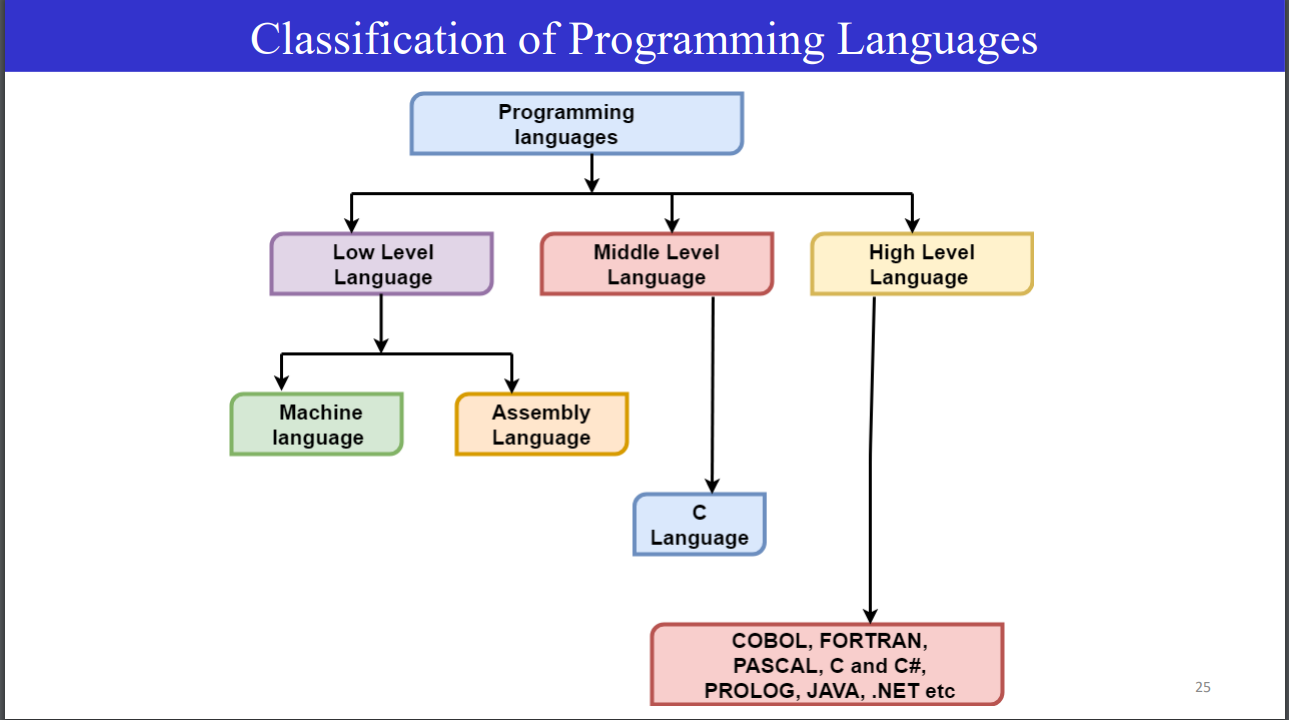 Classification of Programming Languages
Programming
languages
Low Level
Language
Middle Level
Language
High Level
Language
Machine
language
Assembly
Language
C
Language
COBOL, FORTRAN,
PASCAL, C and C#,
PROLOG, JAVA, .NET etc
25